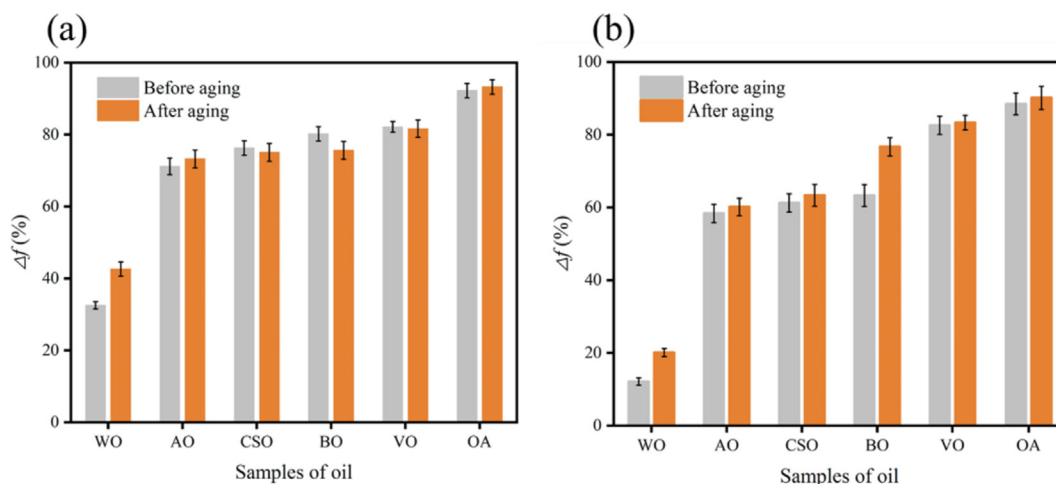 (a)
100
80
60
40
20
0
Δf (%)
Before aging
After aging
WO AO CSO BO VO OA
Samples of oil
(b)
100
80
60
40
20
0
Δf (%)
Before aging
After aging
WO AO CSO BO VO OA
Samples of oil